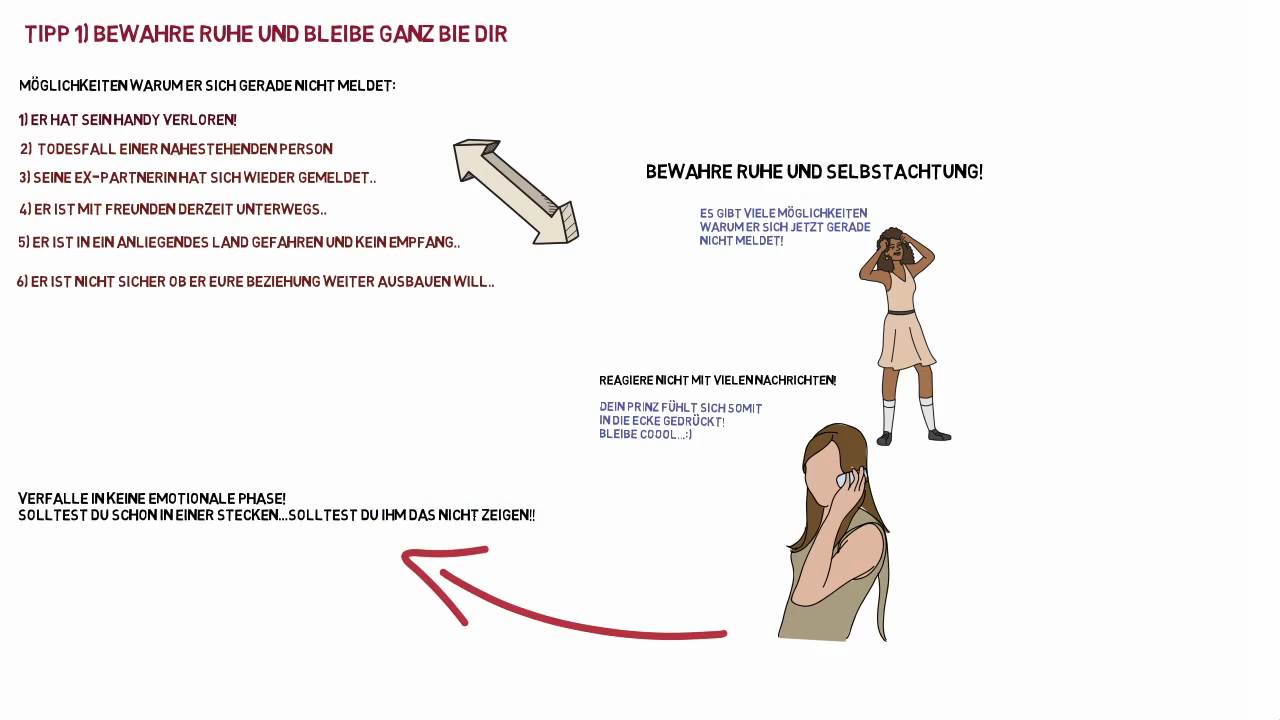 TIPP 1) BEWAHRE RUHE UND BLEIBE GANZ BIE DIR
MÖGLICHKEITEN WARUM ER SICH GERADE NICHT MELDET:
1) ER HAT SEIN HANDY VERLOREN!
2) TODESFALL EINER NAHESTEHENDEN PERSON
3) SEINE EX-PARTNERIN HAT SICH WIEDER GEMELDET..
4) ER IST MIT FREUNDEN DERZEIT UNTERWEGS..
5) ER IST IN EIN ANLIEGENDES LAND GEFAHREN UND KEIN EMPFANG..
6) ER IST NICHT SICHER OB ER EURE BEZIEHUNG WEITER AUSBAUEN WILL..
BEWAHRE RUHE UND SELBSTACHTUNG!
ES GIBT VIELE MÖGLICHKEITEN
WARUM ER SICH JETZT GERADE
NICHT MELDET!
REAGIERE NICHT MIT VIELEN NACHRICHTEN!
DEIN PRINZ FÜHLT SICH SOMIT
IN DIE ECKE GEDRÜCKT!
BLEIBE COOOL...:)
VERFALLE IN KEINE EMOTIONALE PHASE!
SOLLTEST DU SCHON IN EINER STECKEN...SOLLTEST DU IHM DAS NICHT ZEIGEN!!